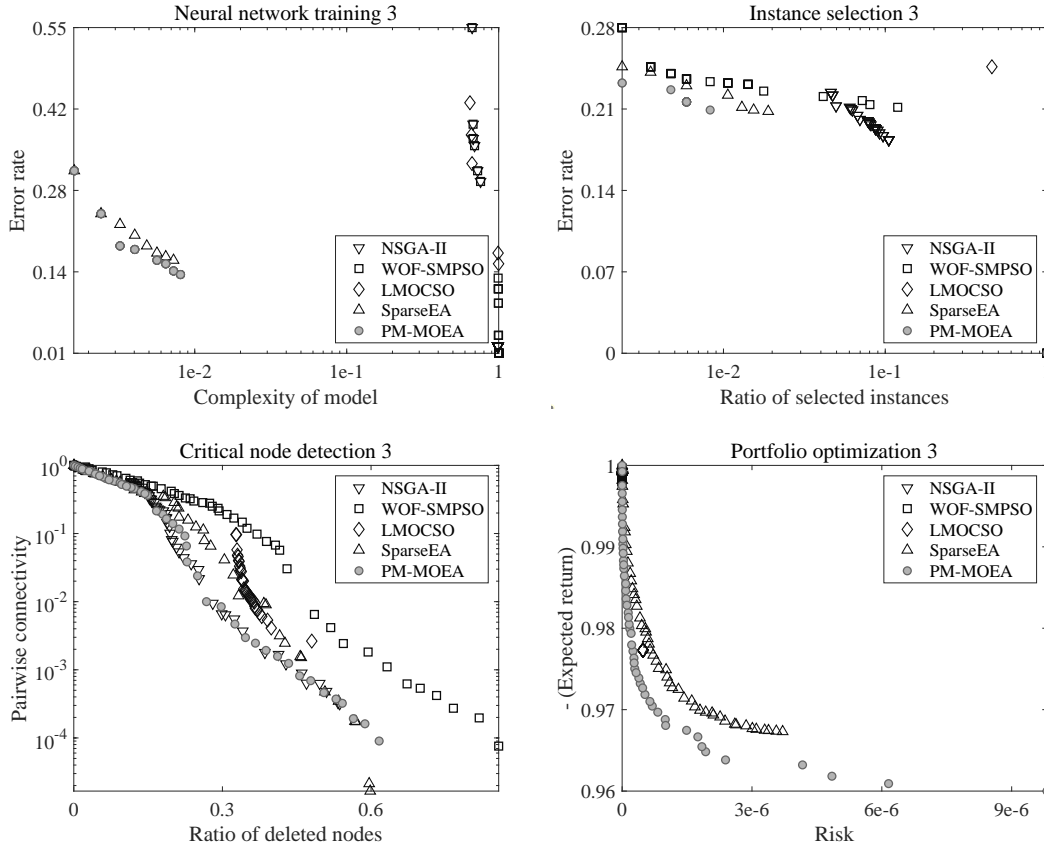 Neural network training 3
0.55
0.42
0.28
0.14
0.01
Error rate
1e-2
1e-1
1
Complexity of model
NSGA-II
WOF-SMPSO
LMOCSO
SparseEA
PM-MOEA
Instance selection 3
0.28
0.21
0.14
0.07
0
Error rate
1e-2
1e-1
Ratio of selected instances
NSGA-II
WOF-SMPSO
LMOCSO
SparseEA
PM-MOEA
Critical node detection 3
10^0
10^-1
10^-2
10^-3
10^-4
Pairwise connectivity
0
0.3
0.6
Ratio of deleted nodes
NSGA-II
WOF-SMPSO
LMOCSO
SparseEA
PM-MOEA
Portfolio optimization 3
1
0.99
0.98
0.97
0.96
- (Expected return)
0
3e-6
6e-6
9e-6
Risk
NSGA-II
WOF-SMPSO
LMOCSO
SparseEA
PM-MOEA